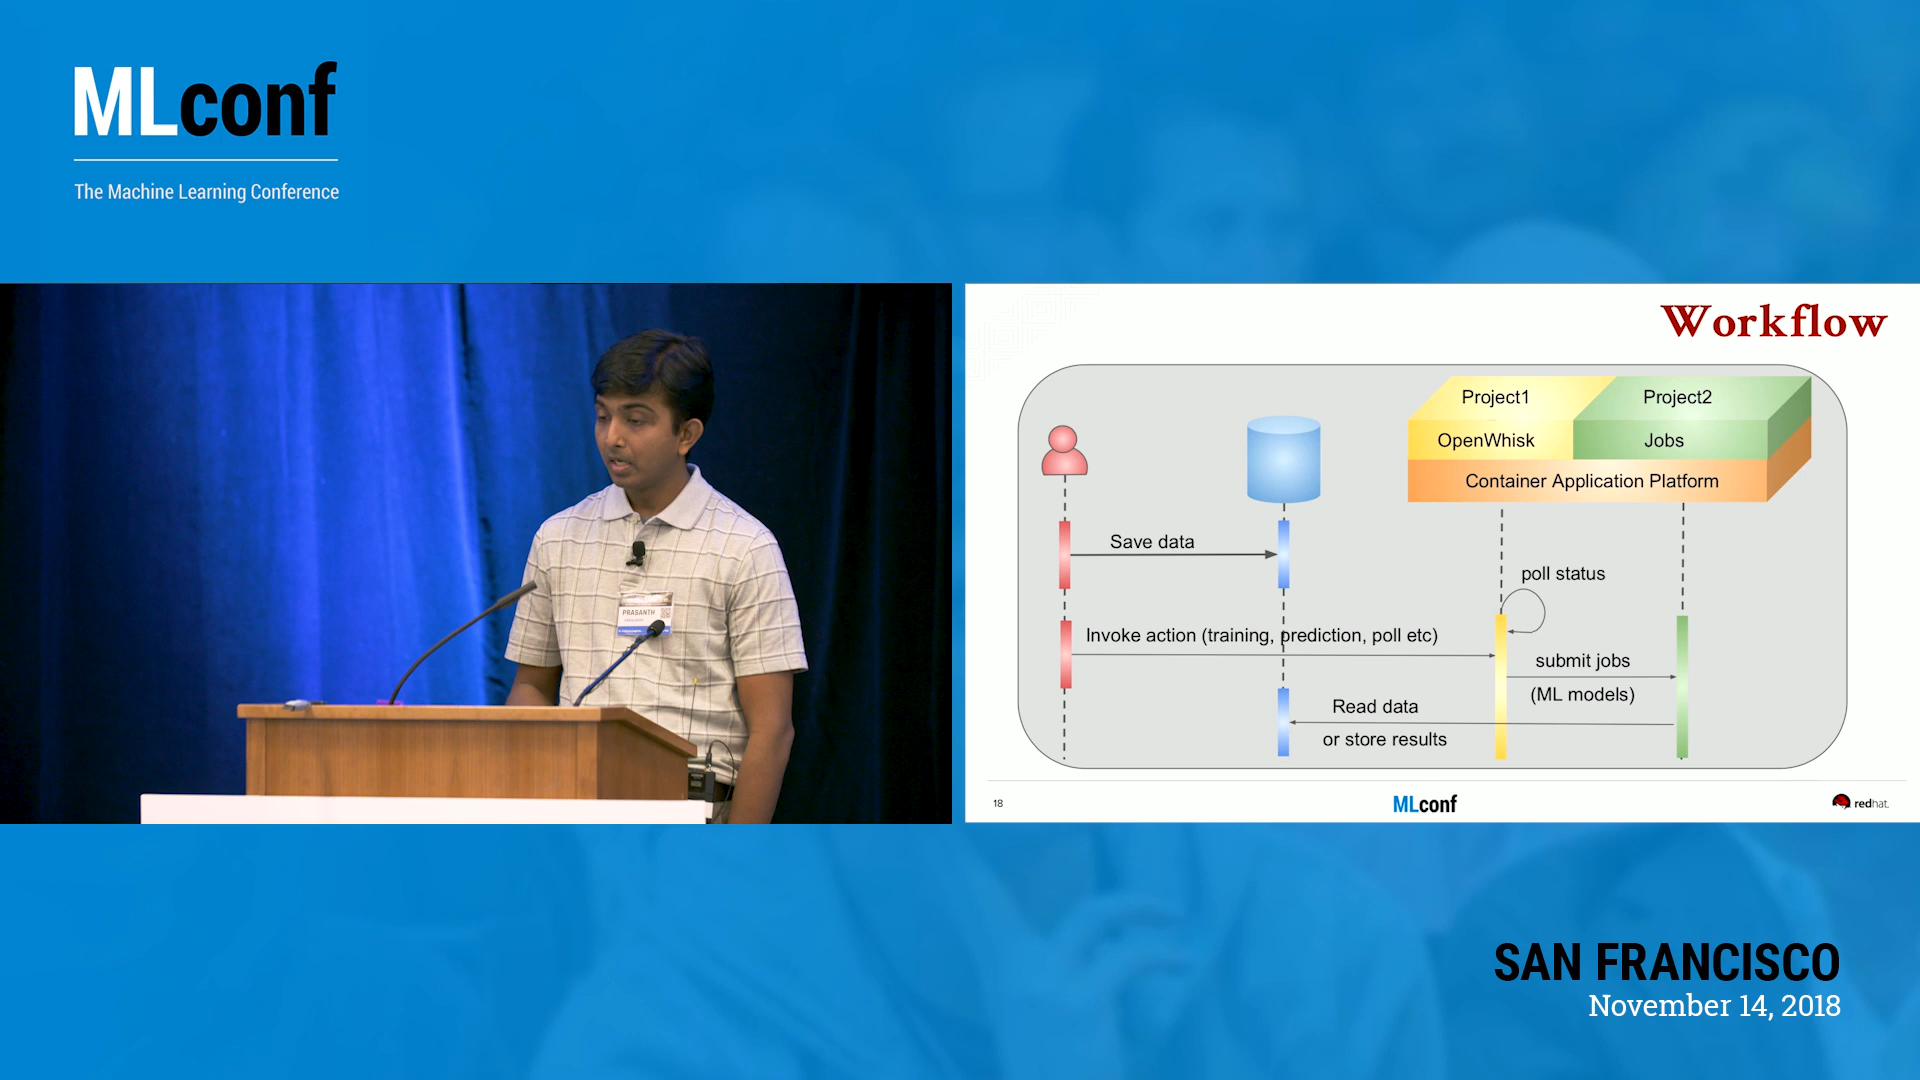 MLconf
The Machine Learning Conference
PRASANTH
Workflow
Project1
Project2
OpenWhisk
Jobs
Container Application Platform
Save data
poll status
Invoke action (training, prediction, poll etc)
submit jobs
(ML models)
Read data
or store results
18
MLconf
redhat.
SAN FRANCISCO
November 14, 2018